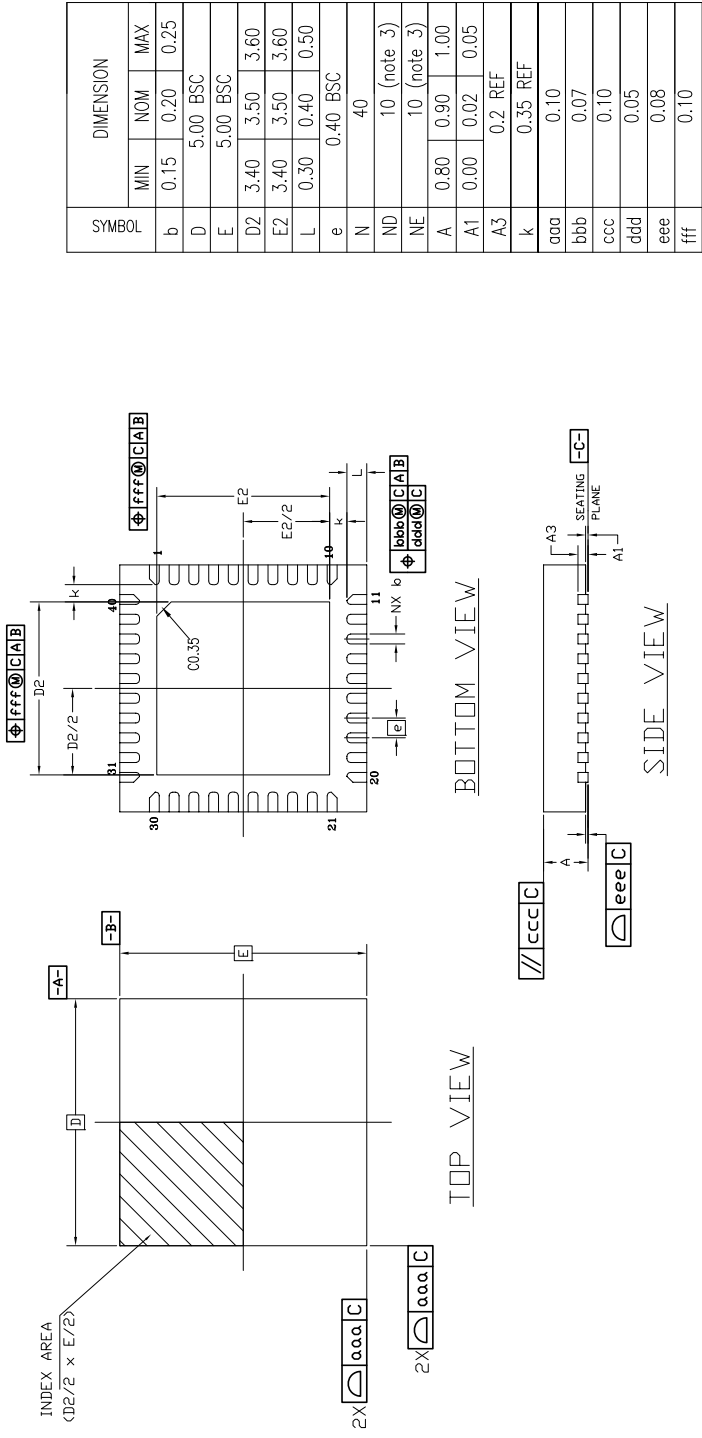 INDEX AREA
(D2/2 x E/2)
D
-A-
-B-
E
2X ⌓ aaa C
2X ⌓ aaa C
TOP VIEW
⌖ fff Ⓜ C A B
D2
D2/2
k
⌖ fff Ⓜ C A B
31
40
30
1
C0.35
E2
E2/2
k
L
21
10
20
11
e
NX b
⌖ bbb Ⓜ C A B
ddd Ⓜ C
BOTTOM VIEW
// ccc C
A
⌓ eee C
A3
SEATING
PLANE
-C-
A1
SIDE VIEW
SYMBOL DIMENSION
MIN NOM MAX
b 0.15 0.20 0.25
D 5.00 BSC
E 5.00 BSC
D2 3.40 3.50 3.60
E2 3.40 3.50 3.60
L 0.30 0.40 0.50
e 0.40 BSC
N 40
ND 10 (note 3)
NE 10 (note 3)
A 0.80 0.90 1.00
A1 0.00 0.02 0.05
A3 0.2 REF
k 0.35 REF
aaa 0.10
bbb 0.07
ccc 0.10
ddd 0.05
eee 0.08
fff 0.10